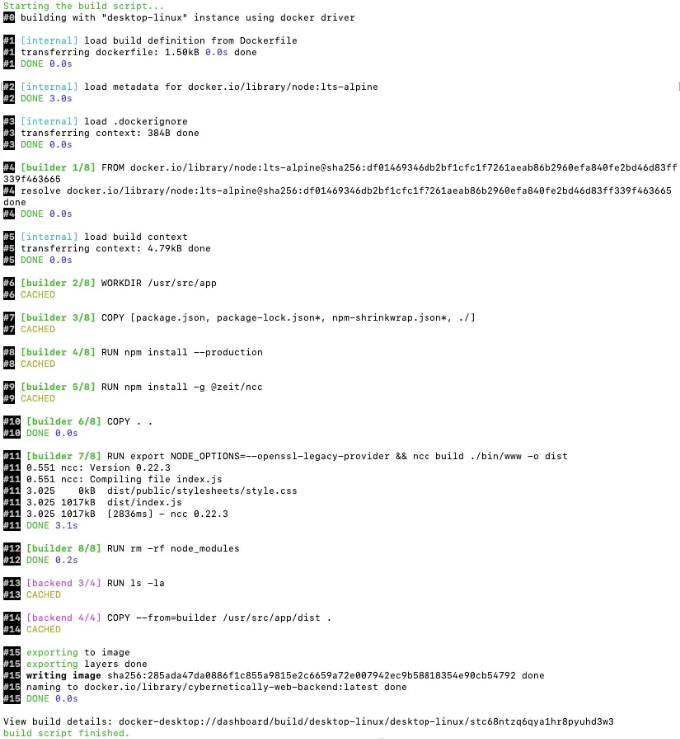 Starting the build script...
#0 building with "desktop-linux" instance using docker driver
#1 [internal] load build definition from Dockerfile
#1 transferring dockerfile: 1.50kB 0.0s done
#1 DONE 0.0s
#2 [internal] load metadata for docker.io/library/node:lts-alpine
#2 DONE 3.0s
#3 [internal] load .dockerignore
#3 transferring context: 384B done
#3 DONE 0.0s
#4 [builder 1/8] FROM docker.io/library/node:lts-alpine@sha256:df01469346db2bf1cfc1f7261aeab86b2960efa840fe2bd46d83ff
339f463665
#4 resolve docker.io/library/node:lts-alpine@sha256:df01469346db2bf1cfc1f7261aeab86b2960efa840fe2bd46d83ff339f463665
done
#4 DONE 0.0s
#5 [internal] load build context
#5 transferring context: 4.79kB done
#5 DONE 0.0s
#6 [builder 2/8] WORKDIR /usr/src/app
#6 CACHED
#7 [builder 3/8] COPY [package.json, package-lock.json*, npm-shrinkwrap.json*, ./]
#7 CACHED
#8 [builder 4/8] RUN npm install --production
#8 CACHED
#9 [builder 5/8] RUN npm install -g @zeit/ncc
#9 CACHED
#10 [builder 6/8] COPY . .
#10 DONE 0.0s
#11 [builder 7/8] RUN export NODE_OPTIONS=--openssl-legacy-provider && ncc build ./bin/www -o dist
#11 0.551 ncc: Version 0.22.3
#11 0.551 ncc: Compiling file index.js
#11 3.025    0kB  dist/public/stylesheets/style.css
#11 3.025 1017kB  dist/index.js
#11 3.025 1017kB  [2836ms] - ncc 0.22.3
#11 DONE 3.1s
#12 [builder 8/8] RUN rm -rf node_modules
#12 DONE 0.2s
#13 [backend 3/4] RUN ls -la
#13 CACHED
#14 [backend 4/4] COPY --from=builder /usr/src/app/dist .
#14 CACHED
#15 exporting to image
#15 exporting layers done
#15 writing image sha256:285ada47da0886f1c855a9815e2c6659a72e007942ec9b58818354e90cb54792 done
#15 naming to docker.io/library/cybernetically-web-backend:latest done
#15 DONE 0.0s
View build details: docker-desktop://dashboard/build/desktop-linux/desktop-linux/stc68ntzq6qya1hr8pyuhd3w3
build script finished.